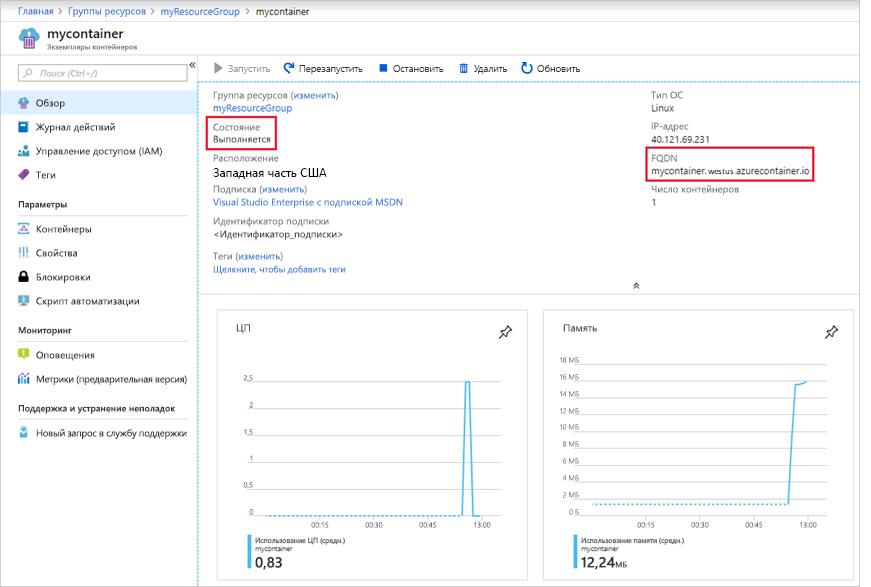 Главная > Группы ресурсов > myResourceGroup > mycontainer
mycontainer
Экземпляры контейнеров
Поиск (Ctrl+/)
«
Обзор
Журнал действий
Управление доступом (IAM)
Теги
Параметры
Контейнеры
Свойства
Блокировки
Скрипт автоматизации
Мониторинг
Оповещения
Метрики (предварительная версия)
Поддержка и устранение неполадок
Новый запрос в службу поддержки
Запустить Перезапустить Остановить Удалить Обновить
Группа ресурсов (изменить)
myResourceGroup
Состояние
Выполняется
Расположение
Западная часть США
Подписка (изменить)
Visual Studio Enterprise с подпиской MSDN
Идентификатор подписки
<Идентификатор_подписки>
Теги (изменить)
Щелкните, чтобы добавить теги
Тип ОС
Linux
IP-адрес
40.121.69.231
FQDN
mycontainer.westus.azurecontainer.io
Число контейнеров
1
ЦП
2,5
2
1,5
1
0,5
0
00:15 00:30 00:45 13:00
Использование ЦП (средн.)
mycontainer
0,83
Память
18 МБ
16 МБ
14 МБ
12 МБ
10 МБ
8 МБ
6 МБ
4 МБ
2 МБ
0 Б
00:15 00:30 00:45 13:00
Использование памяти (средн.)
mycontainer
12,24 МБ